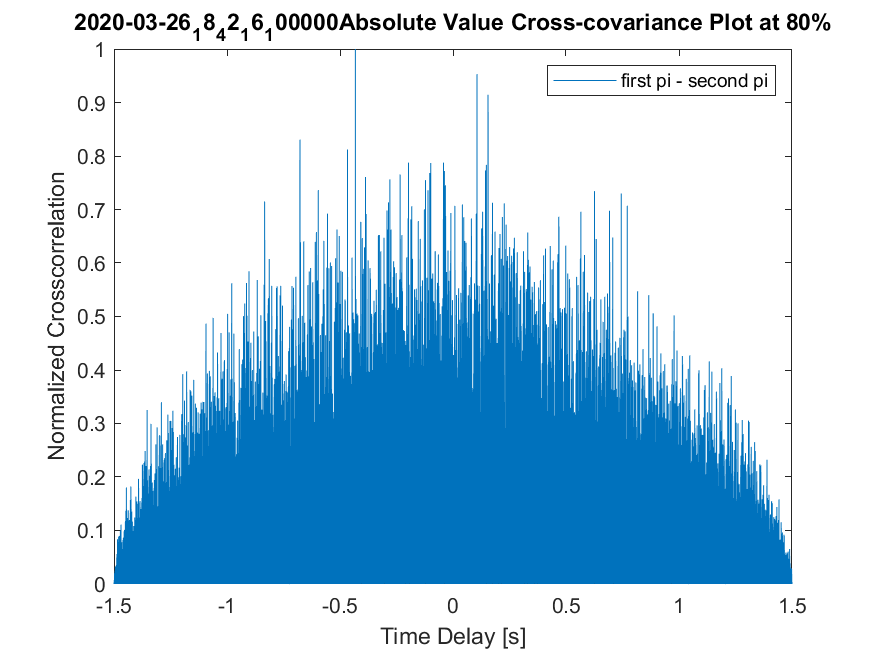 2020-03-26₁8₄2₁6₁00000Absolute Value Cross-covariance Plot at 80%
first pi - second pi
1
0.9
0.8
0.7
0.6
0.5
0.4
0.3
0.2
0.1
0
Normalized Crosscorrelation
-1.5 -1 -0.5 0 0.5 1 1.5
Time Delay [s]